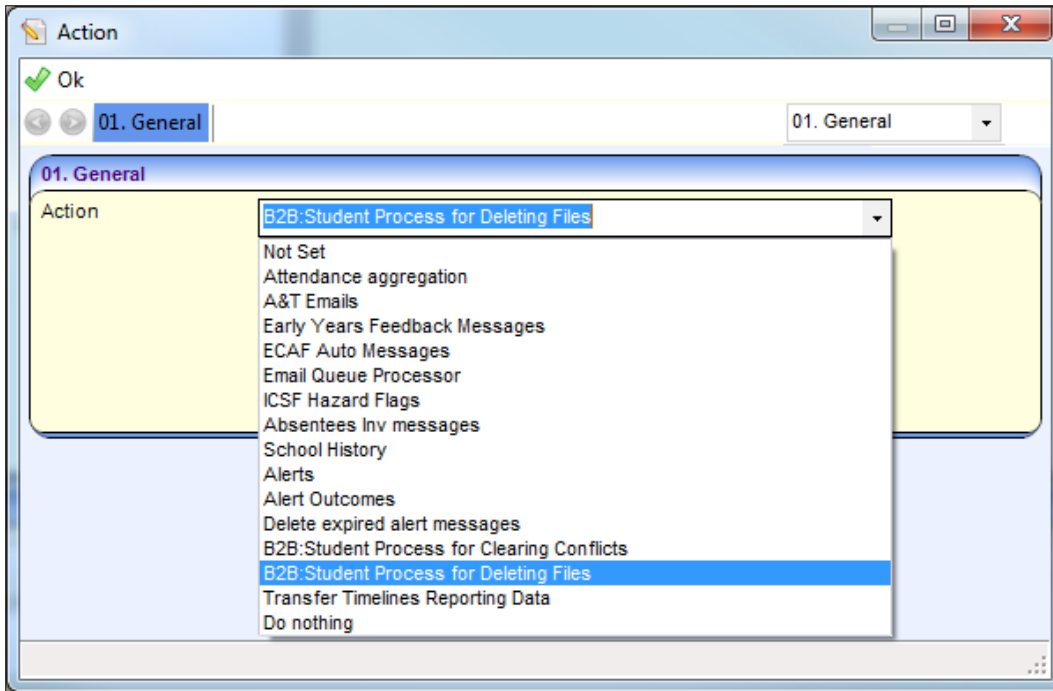 Action
Ok
01. General 01. General
01. General
Action B2B:Student Process for Deleting Files
Not Set
Attendance aggregation
A&T Emails
Early Years Feedback Messages
ECAF Auto Messages
Email Queue Processor
ICSF Hazard Flags
Absentees Inv messages
School History
Alerts
Alert Outcomes
Delete expired alert messages
B2B:Student Process for Clearing Conflicts
B2B:Student Process for Deleting Files
Transfer Timelines Reporting Data
Do nothing